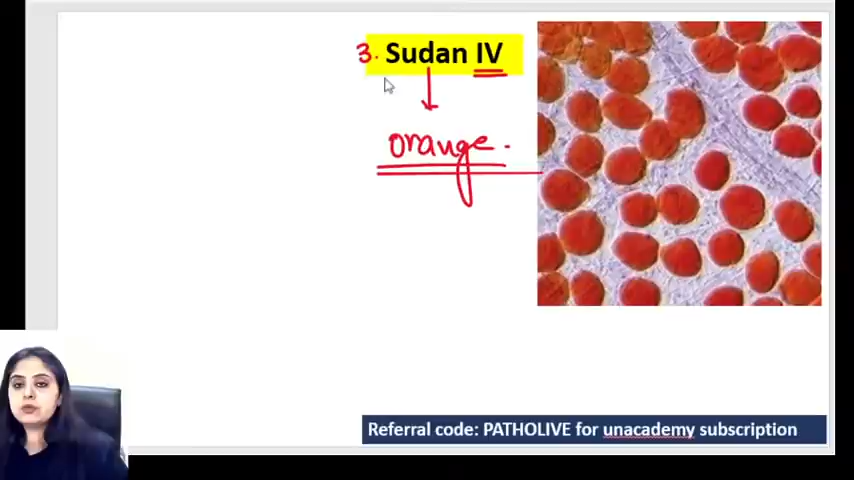 3. Sudan IV
orange.
Referral code: PATHOLIVE for unacademy subscription